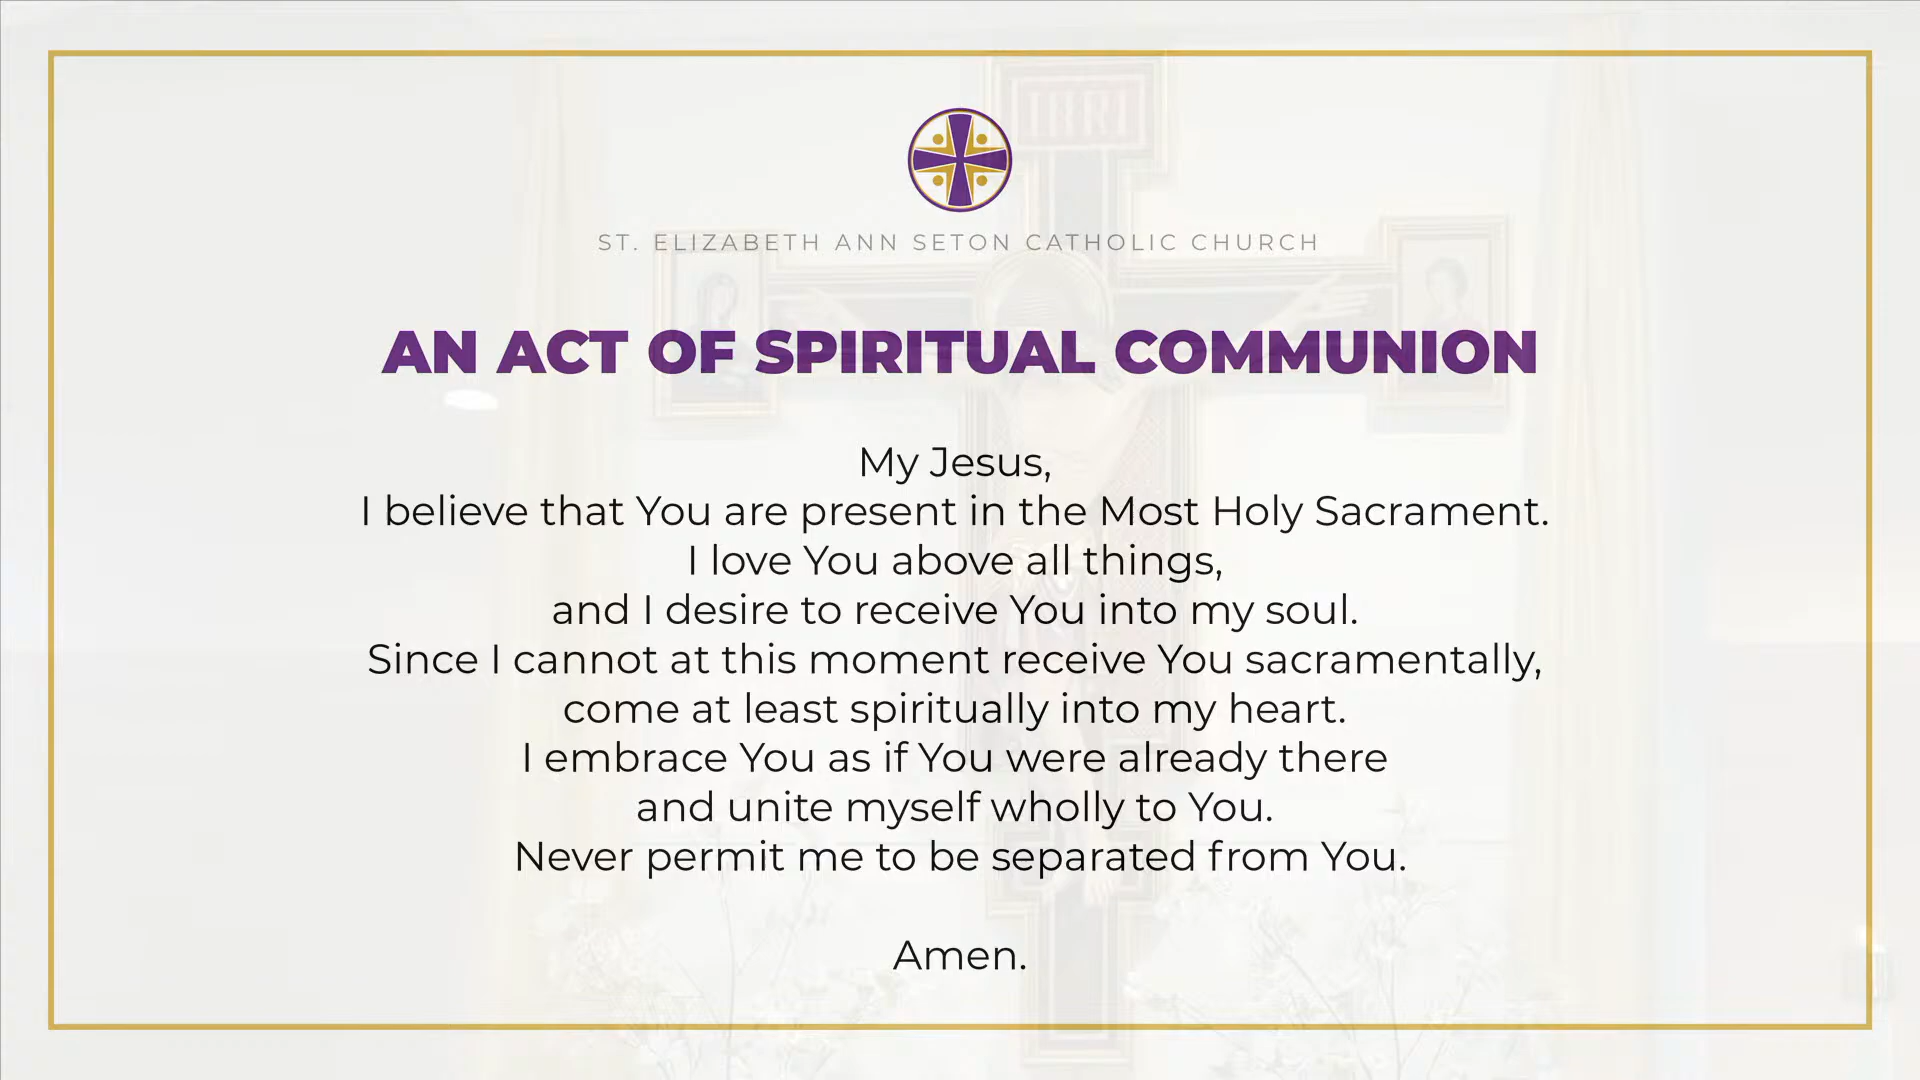 ST. ELIZABETH ANN SETON CATHOLIC CHURCH
AN ACT OF SPIRITUAL COMMUNION
My Jesus,
I believe that You are present in the Most Holy Sacrament.
I love You above all things,
and I desire to receive You into my soul.
Since I cannot at this moment receive You sacramentally,
come at least spiritually into my heart.
I embrace You as if You were already there
and unite myself wholly to You.
Never permit me to be separated from You.
Amen.